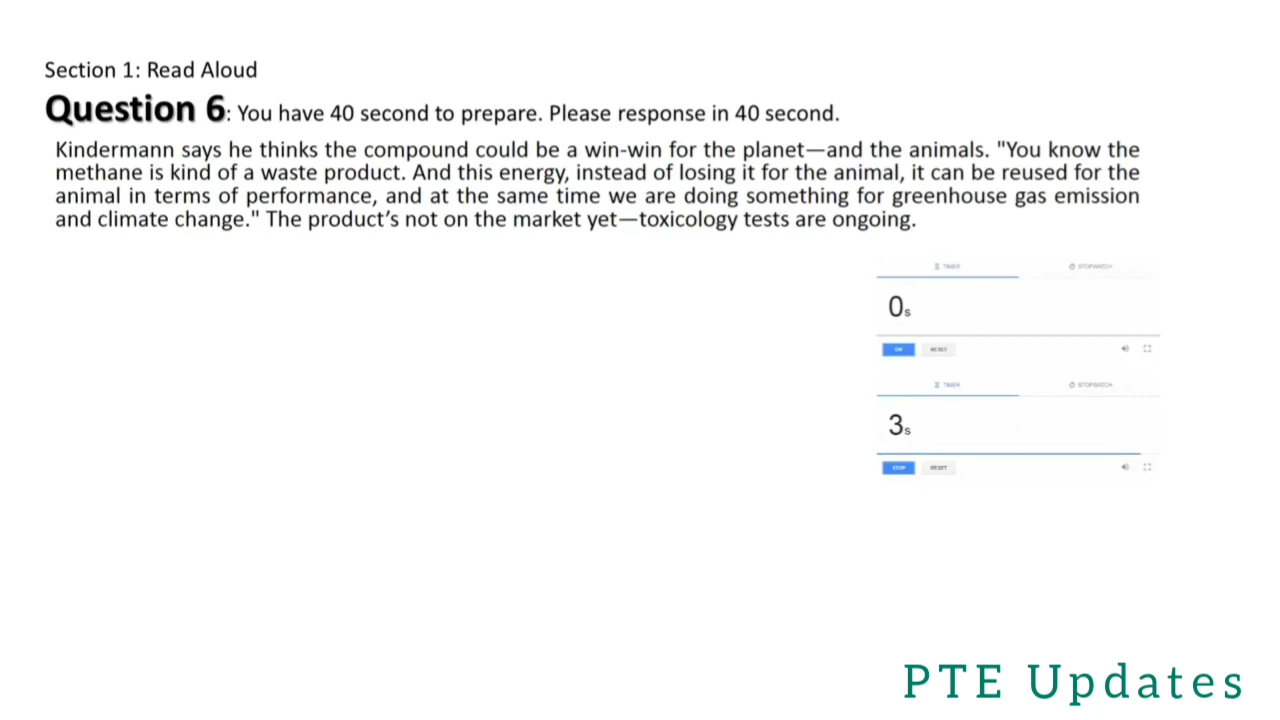 Section 1: Read Aloud
Question 6: You have 40 second to prepare. Please response in 40 second.
Kindermann says he thinks the compound could be a win-win for the planet—and the animals. "You know the
methane is kind of a waste product. And this energy, instead of losing it for the animal, it can be reused for the
animal in terms of performance, and at the same time we are doing something for greenhouse gas emission
and climate change." The product’s not on the market yet—toxicology tests are ongoing.
TIMER STOPWATCH
0s
OK RESET
TIMER STOPWATCH
3s
STOP RESET
PTE Updates